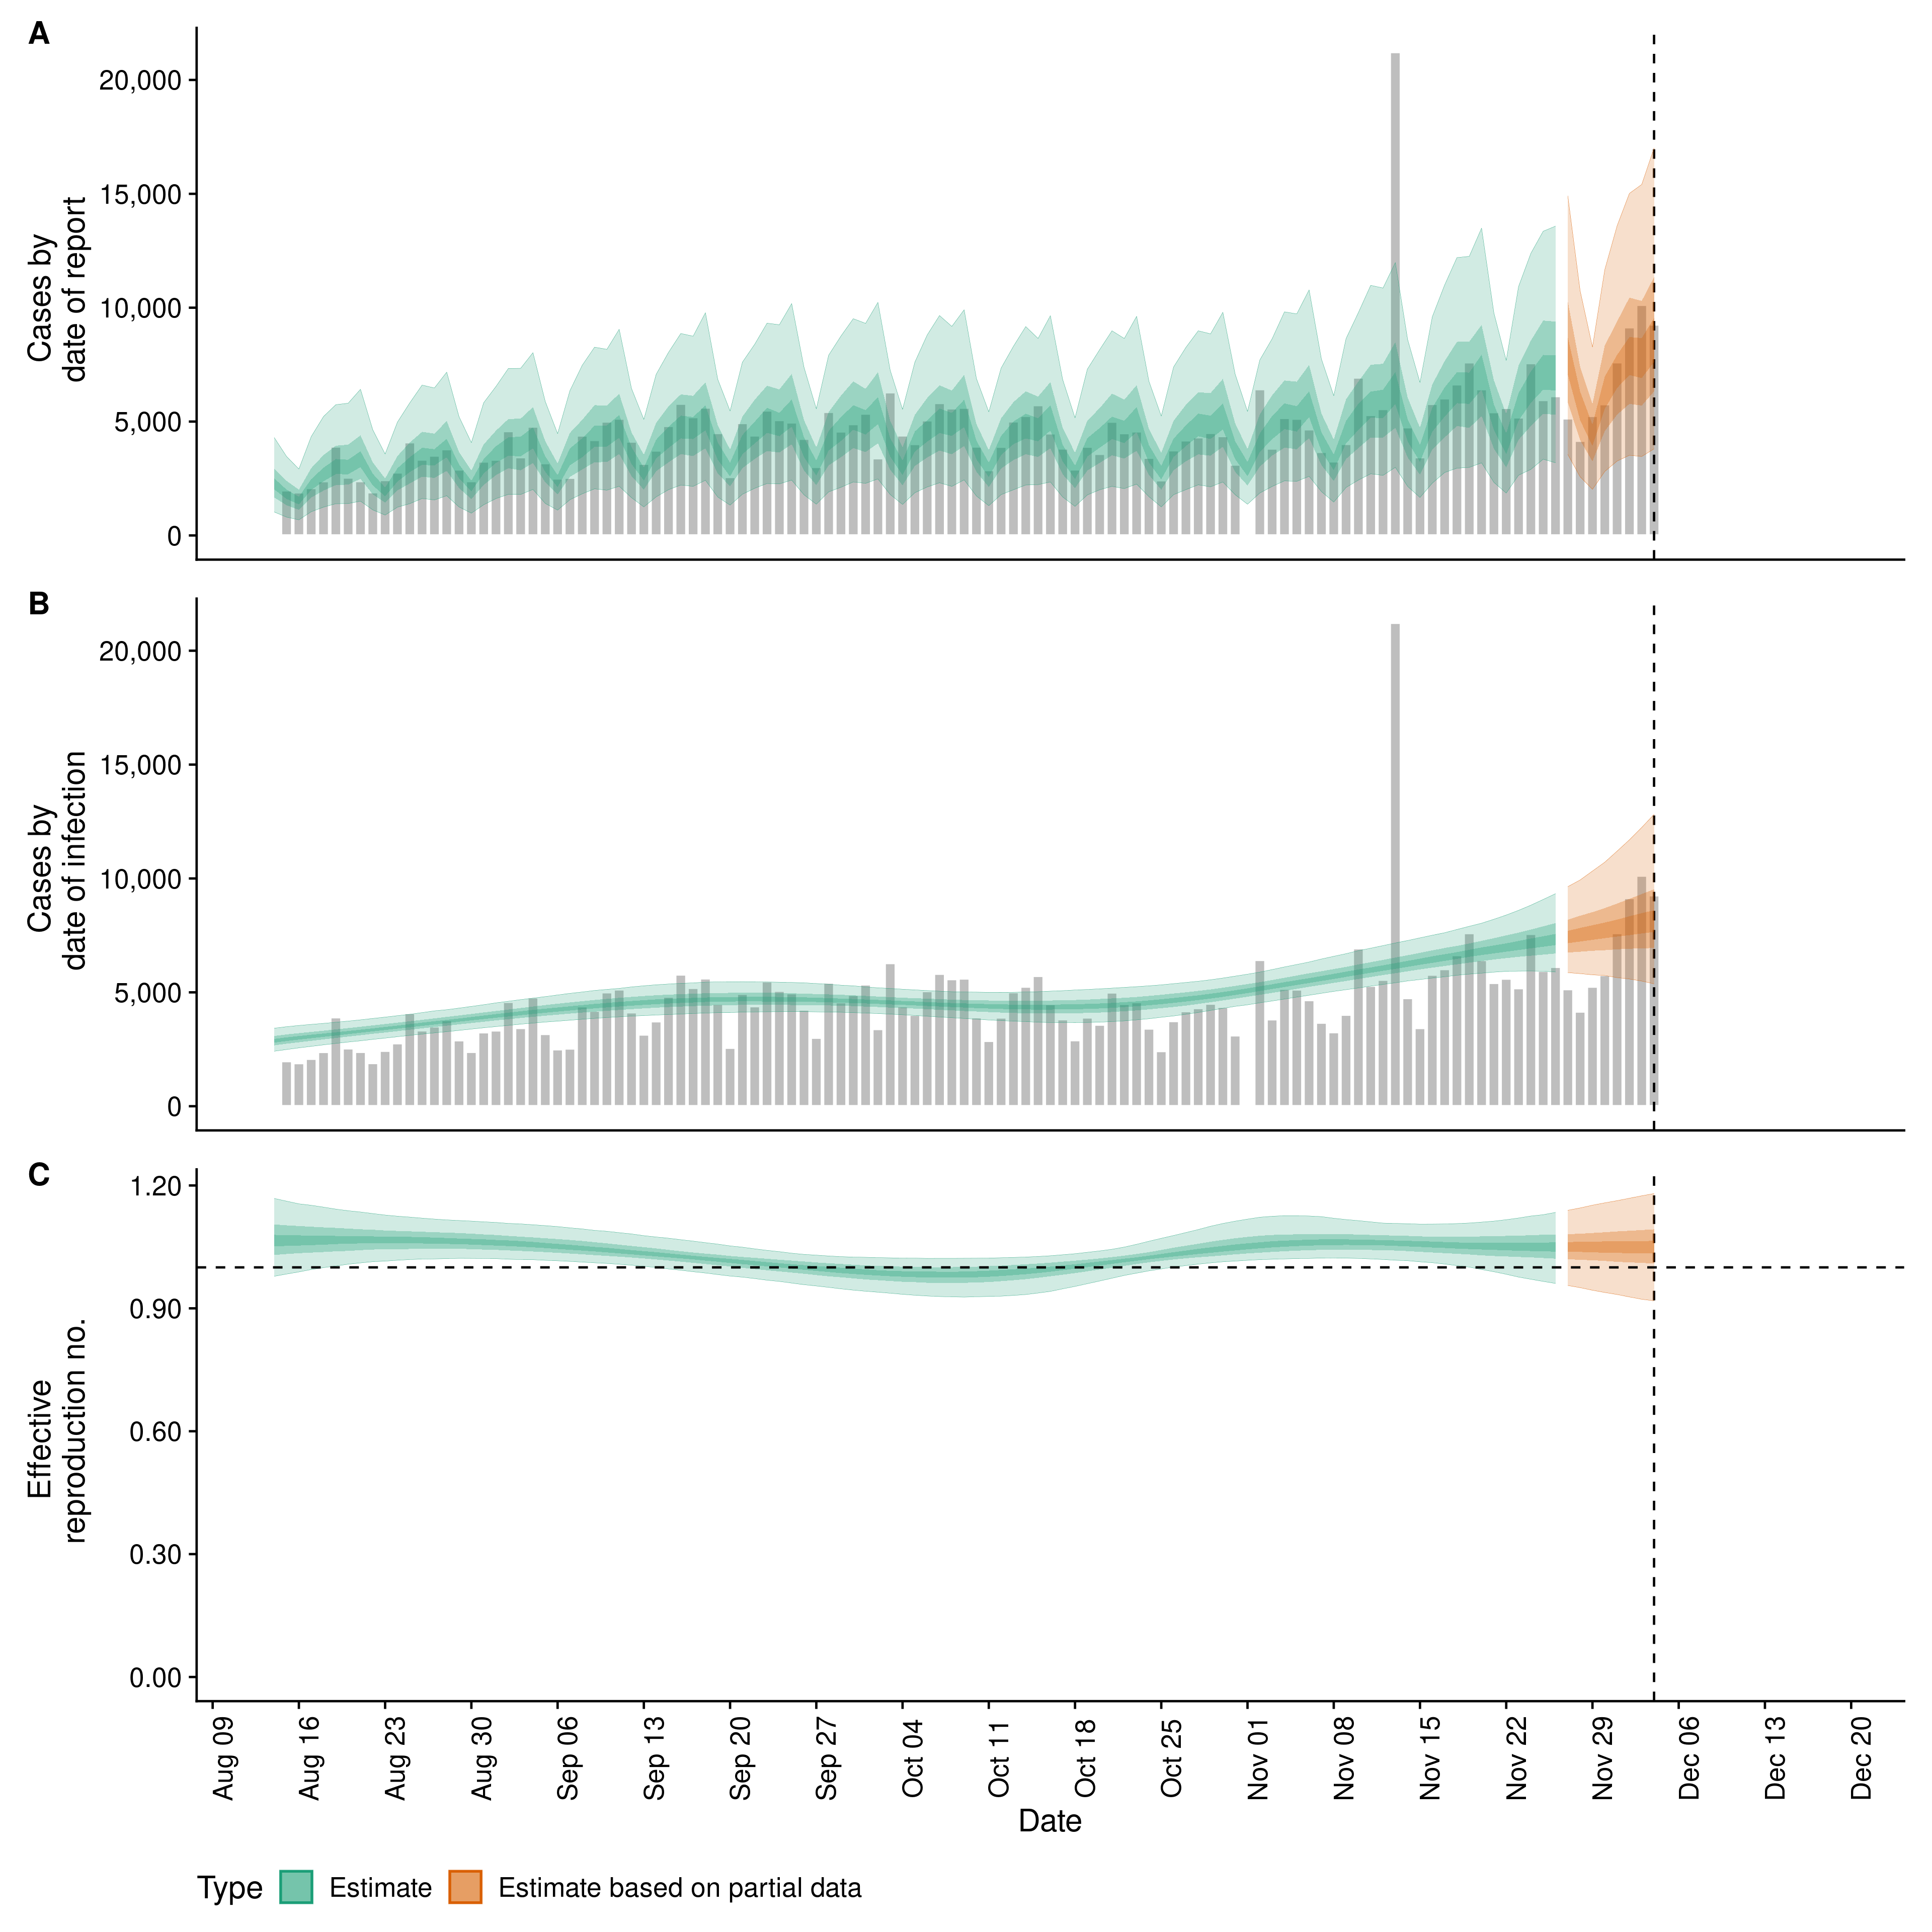 A
Cases by
date of report
20,000
15,000
10,000
5,000
0
B
Cases by
date of infection
20,000
15,000
10,000
5,000
0
C
Effective
reproduction no.
1.20
0.90
0.60
0.30
0.00
Aug 09
Aug 16
Aug 23
Aug 30
Sep 06
Sep 13
Sep 20
Sep 27
Oct 04
Oct 11
Oct 18
Oct 25
Nov 01
Nov 08
Nov 15
Nov 22
Nov 29
Dec 06
Dec 13
Dec 20
Date
Type Estimate Estimate based on partial data